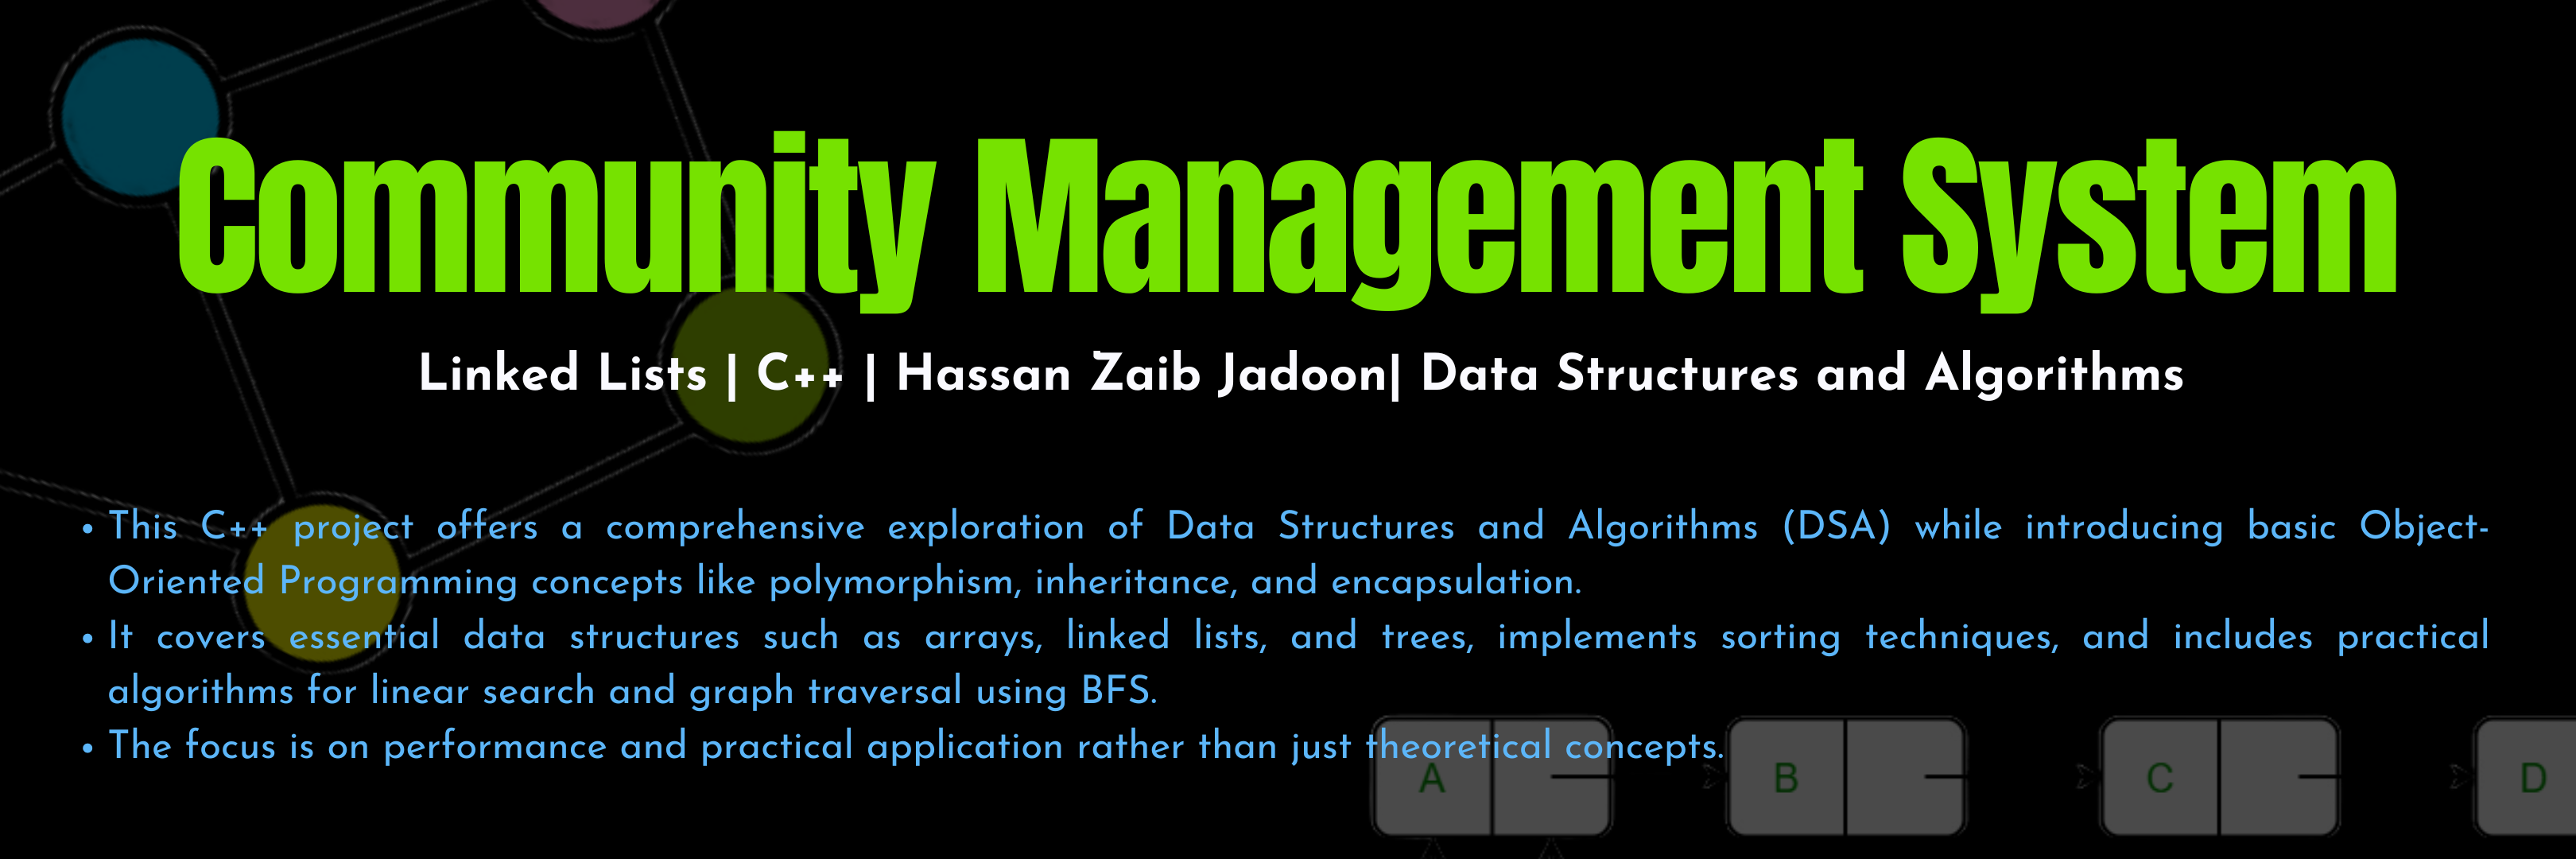 Community Management System
Linked Lists | C++ | Hassan Zaib Jadoon| Data Structures and Algorithms
• This C++ project offers a comprehensive exploration of Data Structures and Algorithms (DSA) while introducing basic Object-
Oriented Programming concepts like polymorphism, inheritance, and encapsulation.
• It covers essential data structures such as arrays, linked lists, and trees, implements sorting techniques, and includes practical
algorithms for linear search and graph traversal using BFS.
• The focus is on performance and practical application rather than just theoretical concepts.
A B C D